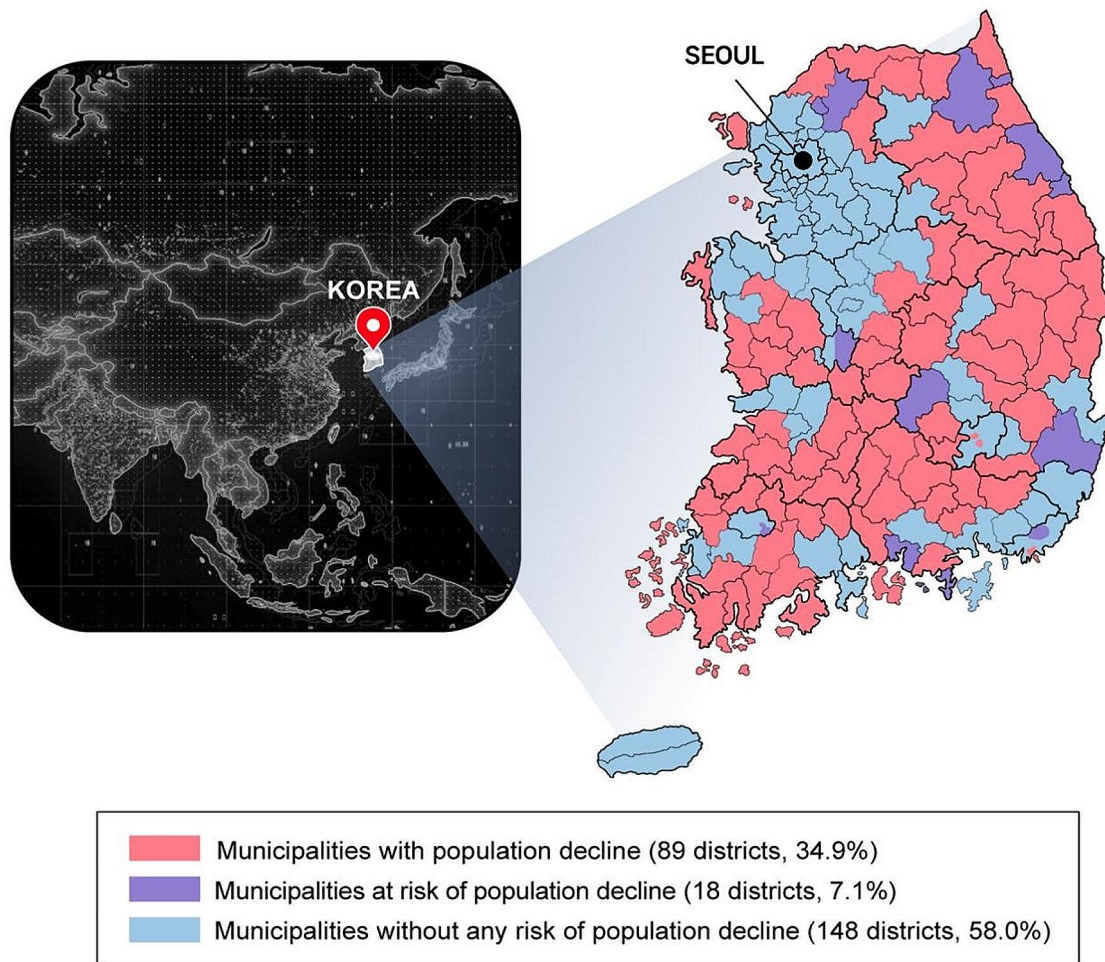 SEOUL
KOREA
Municipalities with population decline (89 districts, 34.9%)
Municipalities at risk of population decline (18 districts, 7.1%)
Municipalities without any risk of population decline (148 districts, 58.0%)